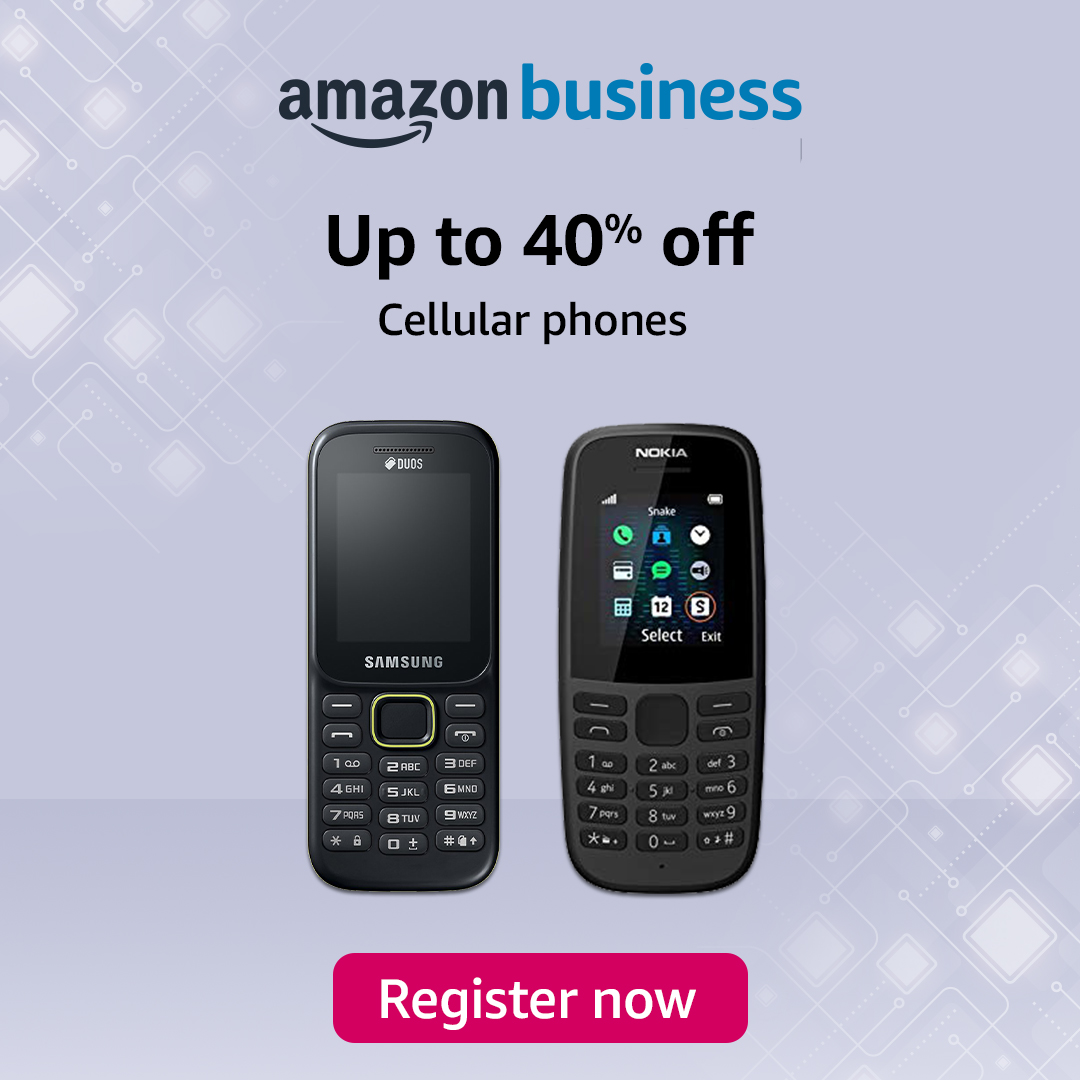 amazon business
Up to 40% off
Cellular phones
DUOS
SAMSUNG
1
2 ABC
3 DEF
4 GHI
5 JKL
6 MNO
7 PQRS
8 TUV
9 WXYZ
* 0 ± #
NOKIA
Snake
12 S
Select Exit
1
2 abc
def 3
4 ghi
5 jkl
mno 6
7 pqrs
8 tuv
wxyz 9
* + 0 #
Register now